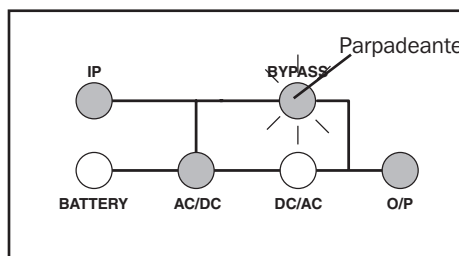 Parpadeante
IP
BYPASS
BATTERY
AC/DC
DC/AC
O/P